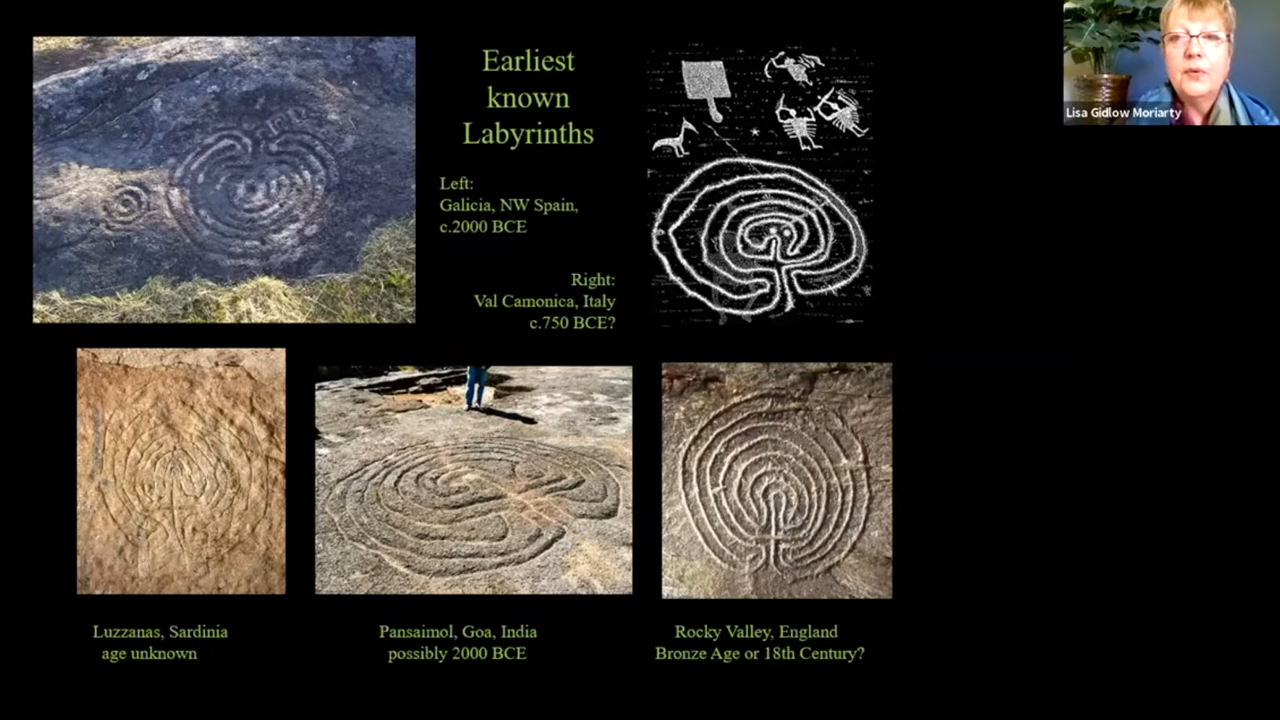 Earliest
known
Labyrinths
Left:
Galicia, NW Spain,
c.2000 BCE
Right:
Val Camonica, Italy
c.750 BCE?
Lisa Gidlow Moriarty
Luzzanas, Sardinia
age unknown
Pansaimol, Goa, India
possibly 2000 BCE
Rocky Valley, England
Bronze Age or 18th Century?